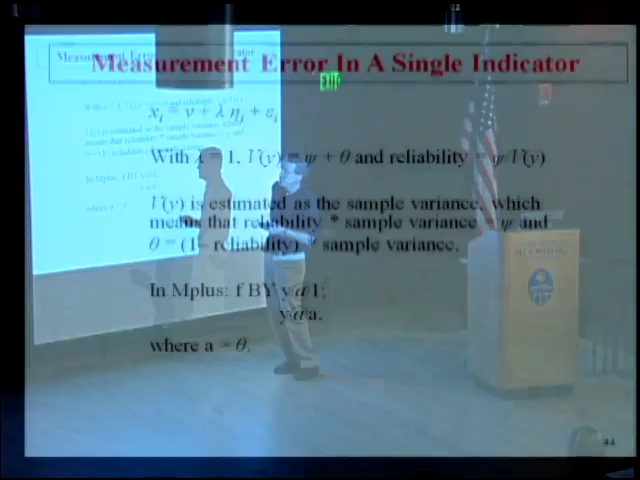 Measurement Error In A Single Indicator
EXIT
x_i = ν + λ η_i + ε_i
With λ = 1, V(y) = ψ + θ and reliability = ψ/V(y)
V(y) is estimated as the sample variance, which
means that reliability * sample variance = ψ and
θ = (1– reliability) * sample variance.
In Mplus: f BY y@1;
y@a.
where a = θ.
44